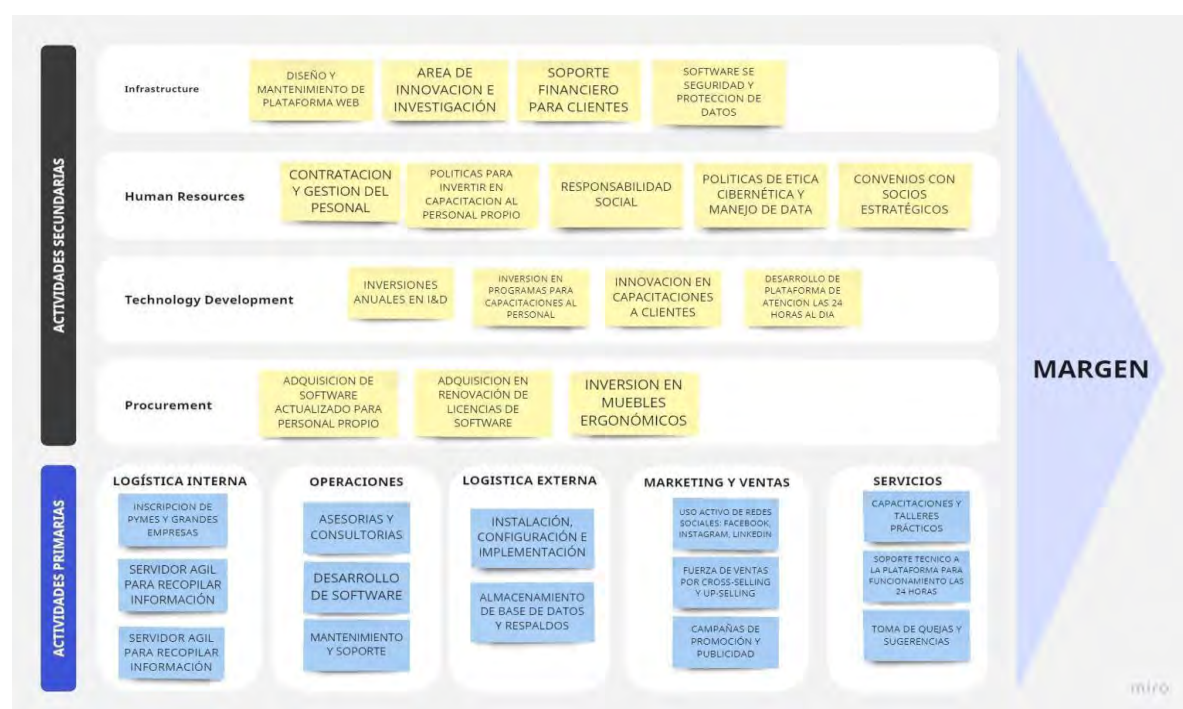 ACTIVIDADES SECUNDARIAS
Infrastructure
DISEÑO Y
MANTENIMIENTO DE
PLATAFORMA WEB
AREA DE
INNOVACION E
INVESTIGACIÓN
SOPORTE
FINANCIERO
PARA CLIENTES
SOFTWARE SE
SEGURIDAD Y
PROTECCION DE
DATOS
Human Resources
CONTRATACION
Y GESTION DEL
PESONAL
POLITICAS PARA
INVERTIR EN
CAPACITACION AL
PERSONAL PROPIO
RESPONSABILIDAD
SOCIAL
POLITICAS DE ETICA
CIBERNÉTICA Y
MANEJO DE DATA
CONVENIOS CON
SOCIOS
ESTRATÉGICOS
Technology Development
INVERSIONES
ANUALES EN I&D
INVERSION EN
PROGRAMAS PARA
CAPACITACIONES AL
PERSONAL
INNOVACION EN
CAPACITACIONES
A CLIENTES
DESARROLLO DE
PLATAFORMA DE
ATENCION LAS 24
HORAS AL DIA
Procurement
ADQUISICION DE
SOFTWARE
ACTUALIZADO PARA
PERSONAL PROPIO
ADQUISICION EN
RENOVACIÓN DE
LICENCIAS DE
SOFTWARE
INVERSION EN
MUEBLES
ERGONÓMICOS
MARGEN
ACTIVIDADES PRIMARIAS
LOGÍSTICA INTERNA
INSCRIPCION DE
PYMES Y GRANDES
EMPRESAS
SERVIDOR AGIL
PARA RECOPILAR
INFORMACIÓN
SERVIDOR AGIL
PARA RECOPILAR
INFORMACIÓN
OPERACIONES
ASESORIAS Y
CONSULTORIAS
DESARROLLO
DE SOFTWARE
MANTENIMIENTO
Y SOPORTE
LOGISTICA EXTERNA
INSTALACIÓN,
CONFIGURACIÓN E
IMPLEMENTACIÓN
ALMACENAMIENTO
DE BASE DE DATOS
Y RESPALDOS
MARKETING Y VENTAS
USO ACTIVO DE REDES
SOCIALES: FACEBOOK,
INSTAGRAM, LINKEDIN
FUERZA DE VENTAS
POR CROSS-SELLING
Y UP-SELLING
CAMPAÑAS DE
PROMOCIÓN Y
PUBLICIDAD
SERVICIOS
CAPACITACIONES Y
TALLERES
PRÁCTICOS
SOPORTE TECNICO A
LA PLATAFORMA PARA
FUNCIONAMIENTO LAS
24 HORAS
TOMA DE QUEJAS Y
SUGERENCIAS
miro